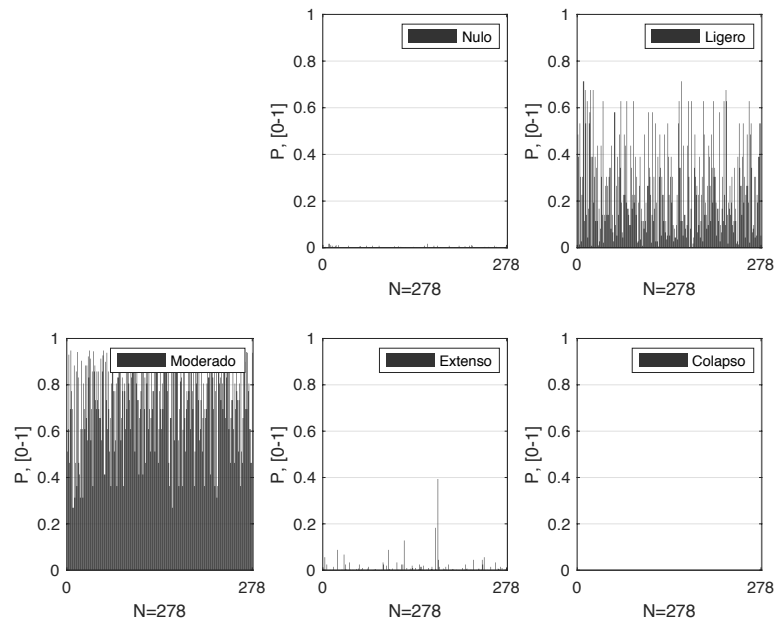 1
0.8
0.6
0.4
0.2
0
P, [0-1]
Nulo
0 278
N=278
1
0.8
0.6
0.4
0.2
0
P, [0-1]
Ligero
0 278
N=278
1
0.8
0.6
0.4
0.2
0
P, [0-1]
Moderado
0 278
N=278
1
0.8
0.6
0.4
0.2
0
P, [0-1]
Extenso
0 278
N=278
1
0.8
0.6
0.4
0.2
0
P, [0-1]
Colapso
0 278
N=278